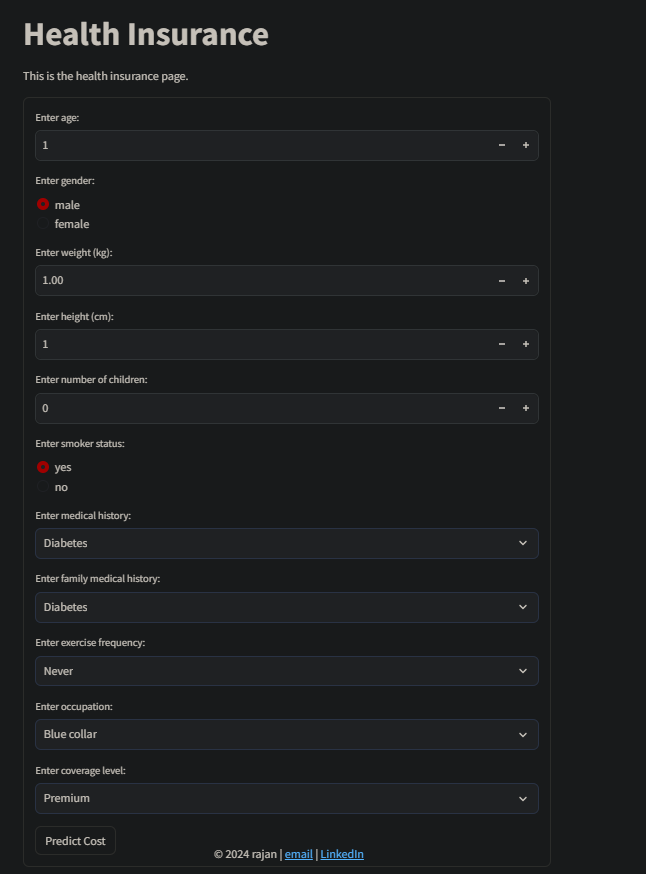 Health Insurance
This is the health insurance page.
Enter age:
1
Enter gender:
male
female
Enter weight (kg):
1.00
Enter height (cm):
1
Enter number of children:
0
Enter smoker status:
yes
no
Enter medical history:
Diabetes
Enter family medical history:
Diabetes
Enter exercise frequency:
Never
Enter occupation:
Blue collar
Enter coverage level:
Premium
Predict Cost
© 2024 rajan | email | LinkedIn